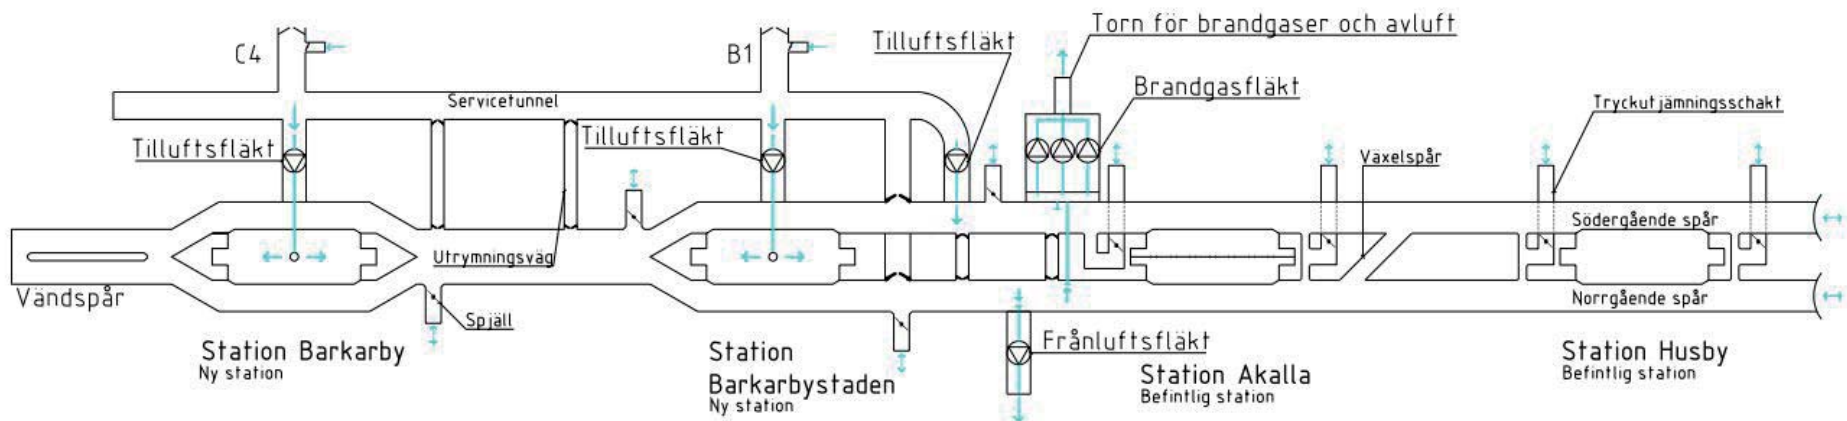 Torn för brandgaser och avluft
C4
B1
Tilluftsfläkt
Brandgasfläkt
Servicetunnel
Tryckutjämningsschakt
Tilluftsfläkt
Tilluftsfläkt
Växelspår
Södergående spår
Utrymningsväg
Vändspår
Norrgående spår
Spjäll
Frånluftsfläkt
Station Barkarby
Ny station
Station
Barkarbystaden
Ny station
Station Akalla
Befintlig station
Station Husby
Befintlig station